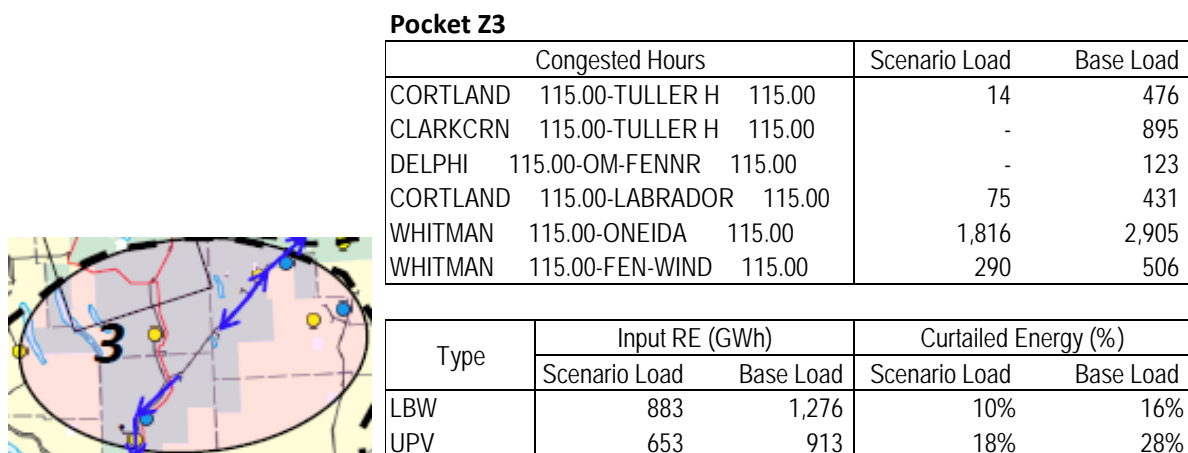 Pocket Z3
Congested Hours Scenario Load Base Load
CORTLAND 115.00-TULLER H 115.00 14 476
CLARKCRN 115.00-TULLER H 115.00 - 895
DELPHI 115.00-OM-FENNR 115.00 - 123
CORTLAND 115.00-LABRADOR 115.00 75 431
WHITMAN 115.00-ONEIDA 115.00 1,816 2,905
WHITMAN 115.00-FEN-WIND 115.00 290 506
3
Type Input RE (GWh) Curtailed Energy (%)
Scenario Load Base Load Scenario Load Base Load
LBW 883 1,276 10% 16%
UPV 653 913 18% 28%